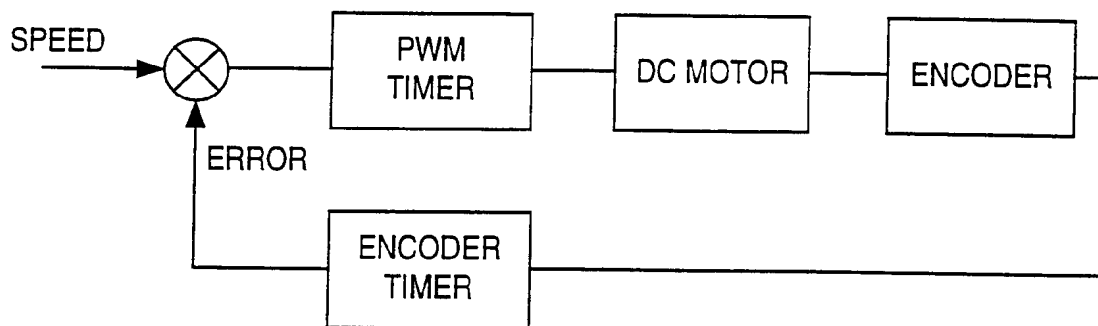 SPEED
PWM
TIMER
DC MOTOR
ENCODER
ERROR
ENCODER
TIMER